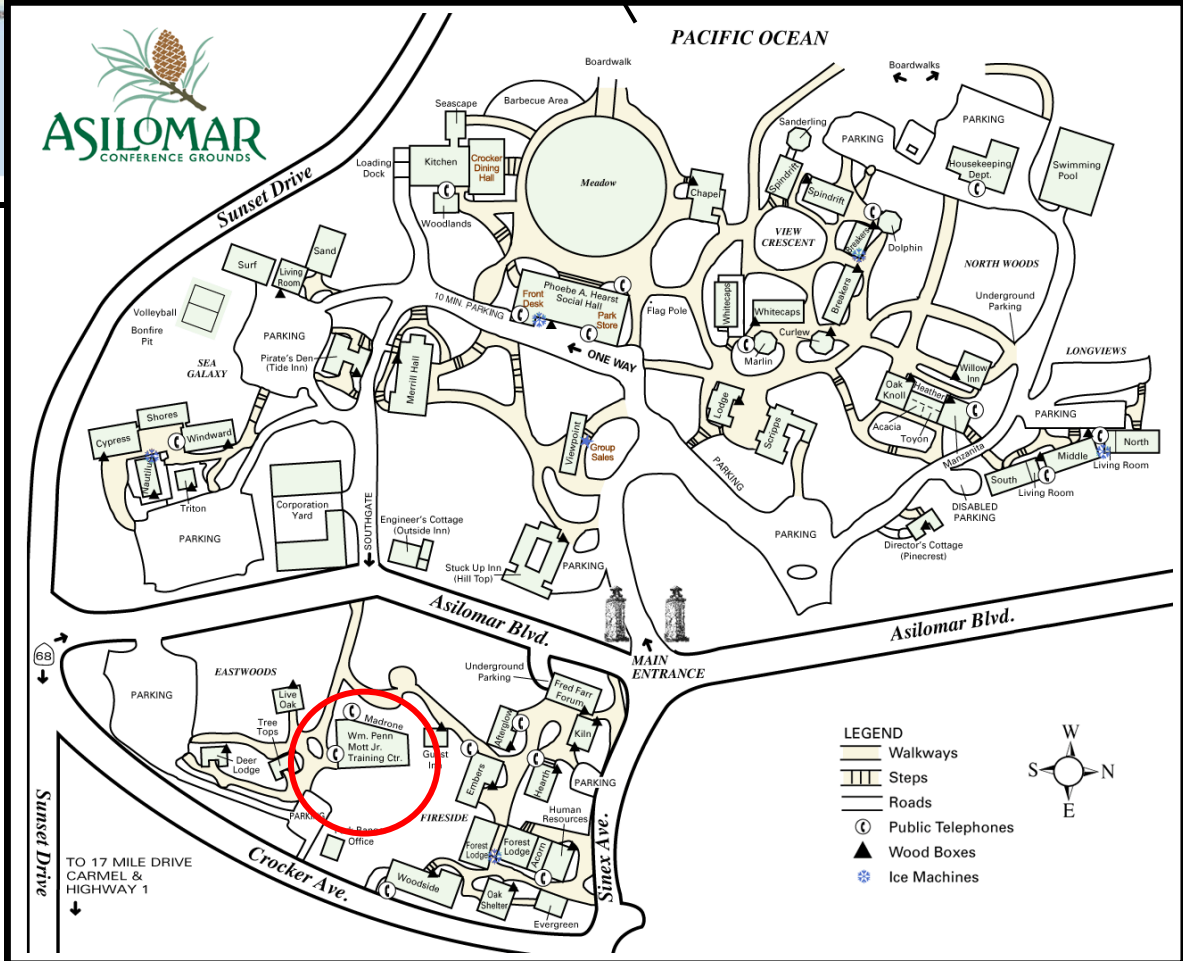 PACIFIC OCEAN
ASILOMAR
CONFERENCE GROUNDS
Boardwalk
Boardwalks
Barbecue Area
Seascape
Loading
Dock
Kitchen
Crocker
Dining
Hall
Woodlands
Meadow
Chapel
Sanderling
Spindrift
Spindrift
PARKING
PARKING
Housekeeping
Dept.
Swimming
Pool
VIEW
CRESCENT
Breakers
Dolphin
Breakers
NORTH WOODS
Underground
Parking
LONGVIEWS
Sunset Drive
Surf
Living
Room
Sand
Volleyball
Bonfire
Pit
SEA
GALAXY
PARKING
Pirate's Den
(Tide Inn)
Merrill Hall
10 MIN. PARKING
Front
Desk
Phoebe A. Hearst
Social Hall
Park
Store
Flag Pole
ONE WAY
Whitecaps
Whitecaps
Marlin
Curlew
Willow
Inn
Oak
Knoll
Heather
Acacia
Toyon
Manzanita
PARKING
North
Middle
Living Room
South
Living Room
DISABLED
PARKING
Director's Cottage
(Pinecrest)
Lodge
Scripps
PARKING
PARKING
Viewpoint
Group
Sales
Shores
Cypress
Windward
Nautilus
Triton
PARKING
Corporation
Yard
SOUTHGATE
Engineer's Cottage
(Outside Inn)
Stuck Up Inn
(Hill Top)
PARKING
Asilomar Blvd.
Asilomar Blvd.
MAIN
ENTRANCE
68
EASTWOODS
PARKING
Live
Oak
Tree
Tops
Deer
Lodge
Madrone
Wm. Penn
Mott Jr.
Training Ctr.
Guest
Inn
Underground
Parking
Fred Farr
Forum
Kiln
Afterglow
Embers
Hearth
PARKING
Human
Resources
FIRESIDE
Forest
Lodge
Forest
Lodge
Acorn
PARKING
Office
Woodside
Oak
Shelter
Evergreen
Crocker Ave.
Sinex Ave.
Sunset Drive
TO 17 MILE DRIVE
CARMEL &
HIGHWAY 1
LEGEND
Walkways
Steps
Roads
Public Telephones
Wood Boxes
Ice Machines
W
S N
E